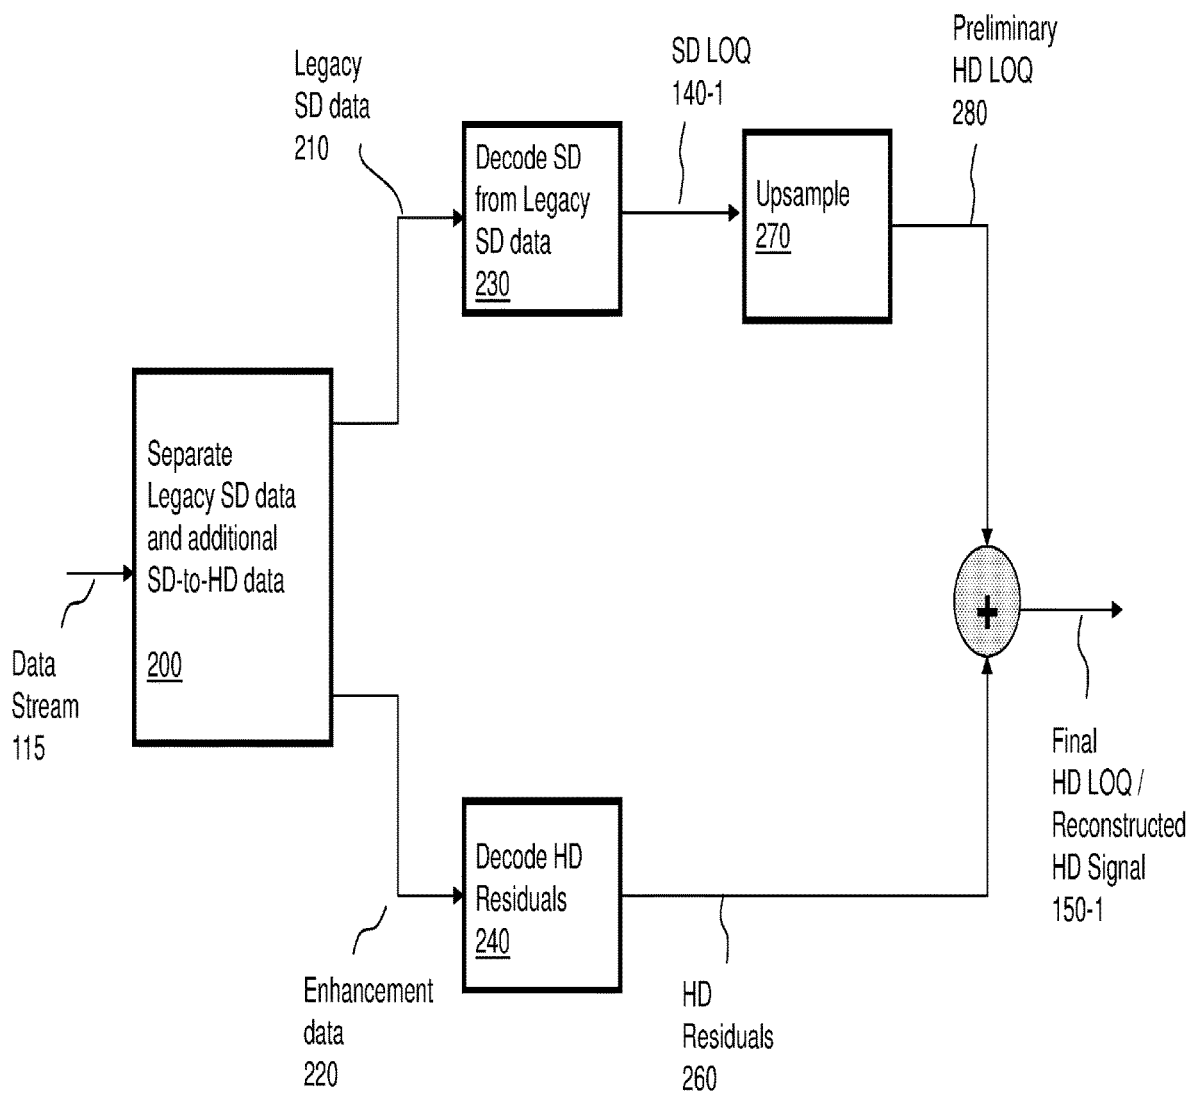 Preliminary
HD LOQ
280
SD LOQ
140-1
Legacy
SD data
210
Decode SD
from Legacy
SD data
230
Upsample
270
Separate
Legacy SD data
and additional
SD-to-HD data
200
Data
Stream
115
+
Final
HD LOQ /
Reconstructed
HD Signal
150-1
Decode HD
Residuals
240
Enhancement
data
220
HD
Residuals
260